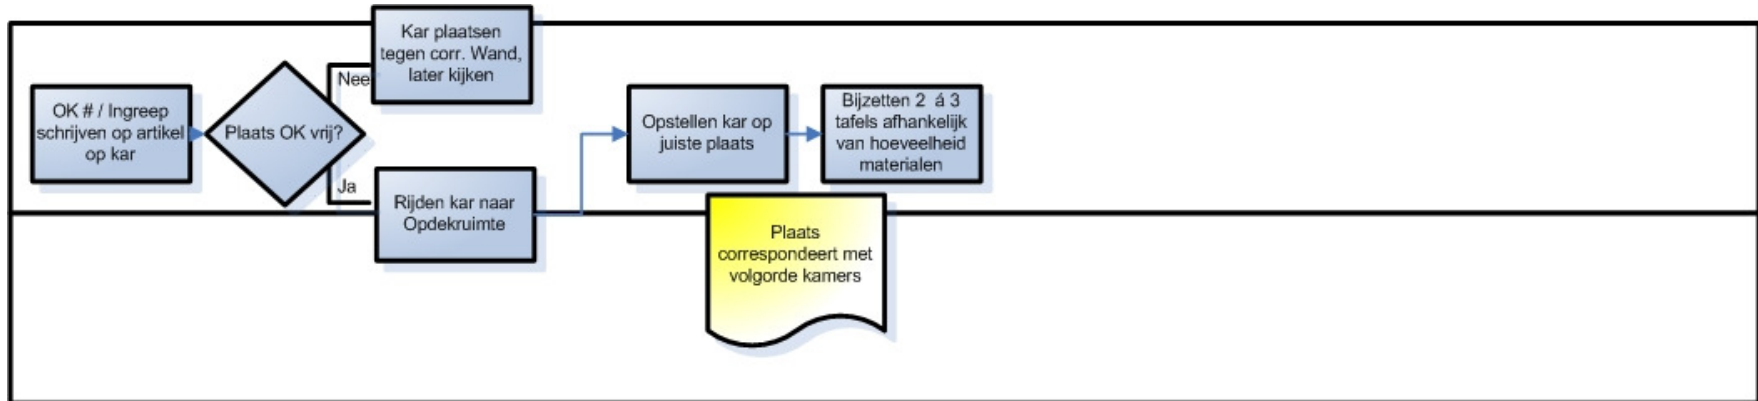 OK # / Ingreep
schrijven op artikel
op kar
Plaats OK vrij?
Nee
Kar plaatsen
tegen corr. Wand,
later kijken
Ja
Rijden kar naar
Opdekruimte
Opstellen kar op
juiste plaats
Bijzetten 2 á 3
tafels afhankelijk
van hoeveelheid
materialen
Plaats
correspondeert met
volgorde kamers